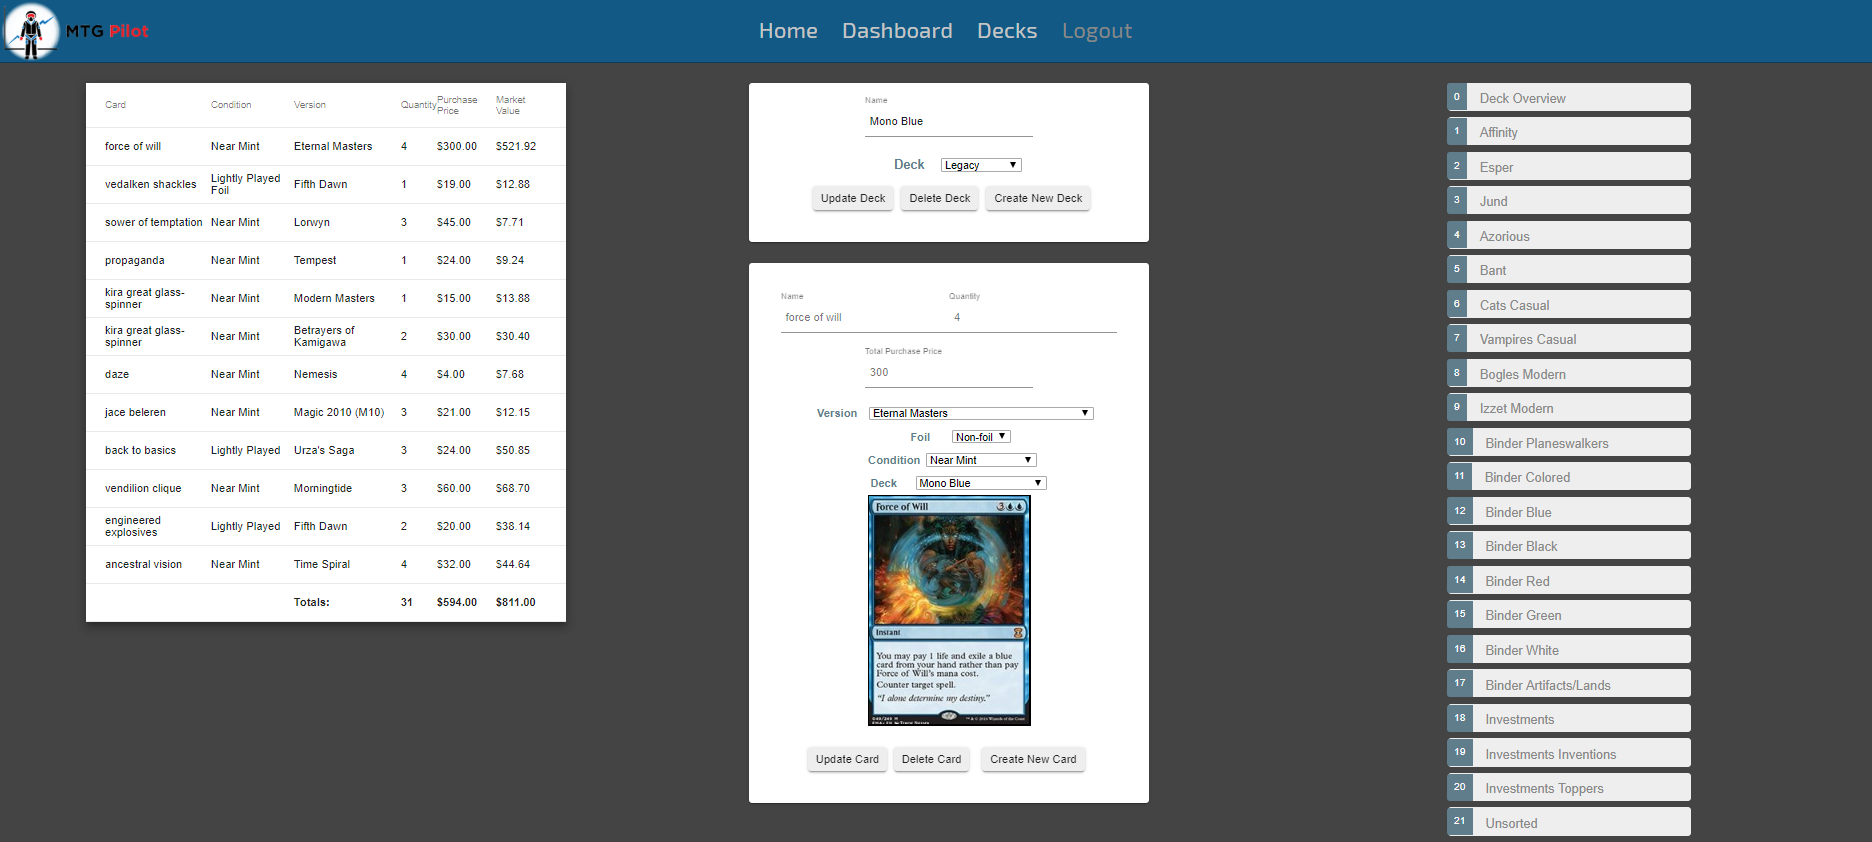 MTG Pilot
Home Dashboard Decks Logout
Card Condition Version Quantity Purchase Price Market Value
force of will Near Mint Eternal Masters 4 $300.00 $521.92
vedalken shackles Lightly Played Foil Fifth Dawn 1 $19.00 $12.88
sower of temptation Near Mint Lorwyn 3 $45.00 $7.71
propaganda Near Mint Tempest 1 $24.00 $9.24
kira great glass-spinner Near Mint Modern Masters 1 $15.00 $13.88
kira great glass-spinner Near Mint Betrayers of Kamigawa 2 $30.00 $30.40
daze Near Mint Nemesis 4 $4.00 $7.68
jace beleren Near Mint Magic 2010 (M10) 3 $21.00 $12.15
back to basics Lightly Played Urza's Saga 3 $24.00 $50.85
vendilion clique Near Mint Morningtide 3 $60.00 $68.70
engineered explosives Lightly Played Fifth Dawn 2 $20.00 $38.14
ancestral vision Near Mint Time Spiral 4 $32.00 $44.64
Totals: 31 $594.00 $811.00
Name
Mono Blue
Deck Legacy
Update Deck Delete Deck Create New Deck
Name Quantity
force of will 4
Total Purchase Price
300
Version Eternal Masters
Foil Non-foil
Condition Near Mint
Deck Mono Blue
Force of Will 3
Instant
You may pay 1 life and exile a blue
card from your hand rather than pay
Force of Will's mana cost.
Counter target spell.
"I alone determine my destiny."
Update Card Delete Card Create New Card
0 Deck Overview
1 Affinity
2 Esper
3 Jund
4 Azorious
5 Bant
6 Cats Casual
7 Vampires Casual
8 Bogles Modern
9 Izzet Modern
10 Binder Planeswalkers
11 Binder Colored
12 Binder Blue
13 Binder Black
14 Binder Red
15 Binder Green
16 Binder White
17 Binder Artifacts/Lands
18 Investments
19 Investments Inventions
20 Investments Toppers
21 Unsorted